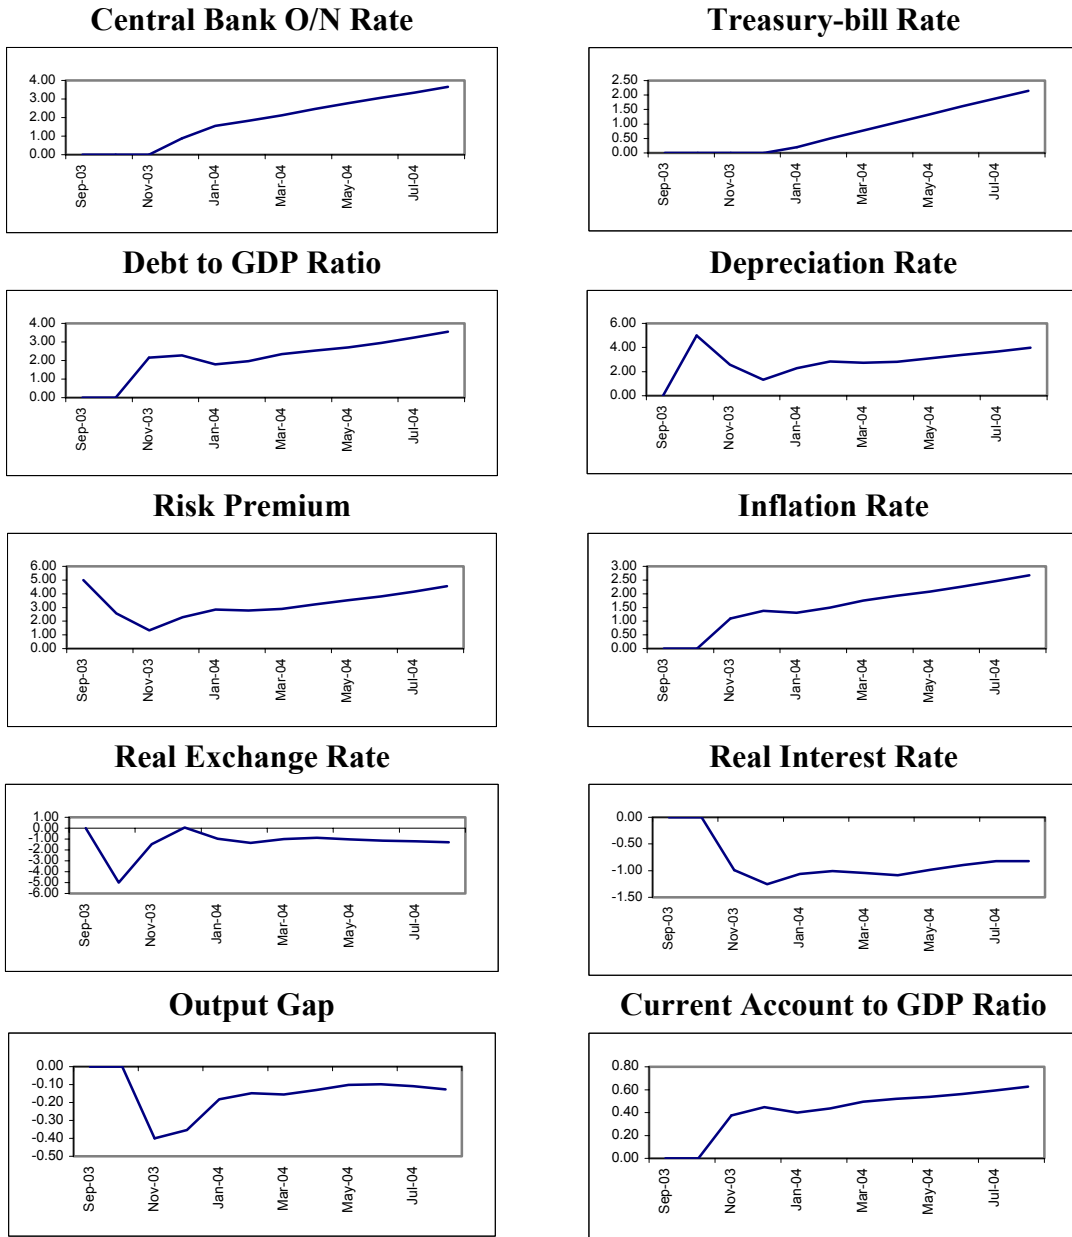 Central Bank O/N Rate
4.00
3.00
2.00
1.00
0.00
Sep-03
Nov-03
Jan-04
Mar-04
May-04
Jul-04
Treasury-bill Rate
2.50
2.00
1.50
1.00
0.50
0.00
Sep-03
Nov-03
Jan-04
Mar-04
May-04
Jul-04
Debt to GDP Ratio
4.00
3.00
2.00
1.00
0.00
Sep-03
Nov-03
Jan-04
Mar-04
May-04
Jul-04
Depreciation Rate
6.00
4.00
2.00
0.00
Sep-03
Nov-03
Jan-04
Mar-04
May-04
Jul-04
Risk Premium
6.00
5.00
4.00
3.00
2.00
1.00
0.00
Sep-03
Nov-03
Jan-04
Mar-04
May-04
Jul-04
Inflation Rate
3.00
2.50
2.00
1.50
1.00
0.50
0.00
Sep-03
Nov-03
Jan-04
Mar-04
May-04
Jul-04
Real Exchange Rate
1.00
0.00
-1.00
-2.00
-3.00
-4.00
-5.00
-6.00
Sep-03
Nov-03
Jan-04
Mar-04
May-04
Jul-04
Real Interest Rate
0.00
-0.50
-1.00
-1.50
Sep-03
Nov-03
Jan-04
Mar-04
May-04
Jul-04
Output Gap
0.00
-0.10
-0.20
-0.30
-0.40
-0.50
Sep-03
Nov-03
Jan-04
Mar-04
May-04
Jul-04
Current Account to GDP Ratio
0.80
0.60
0.40
0.20
0.00
Sep-03
Nov-03
Jan-04
Mar-04
May-04
Jul-04